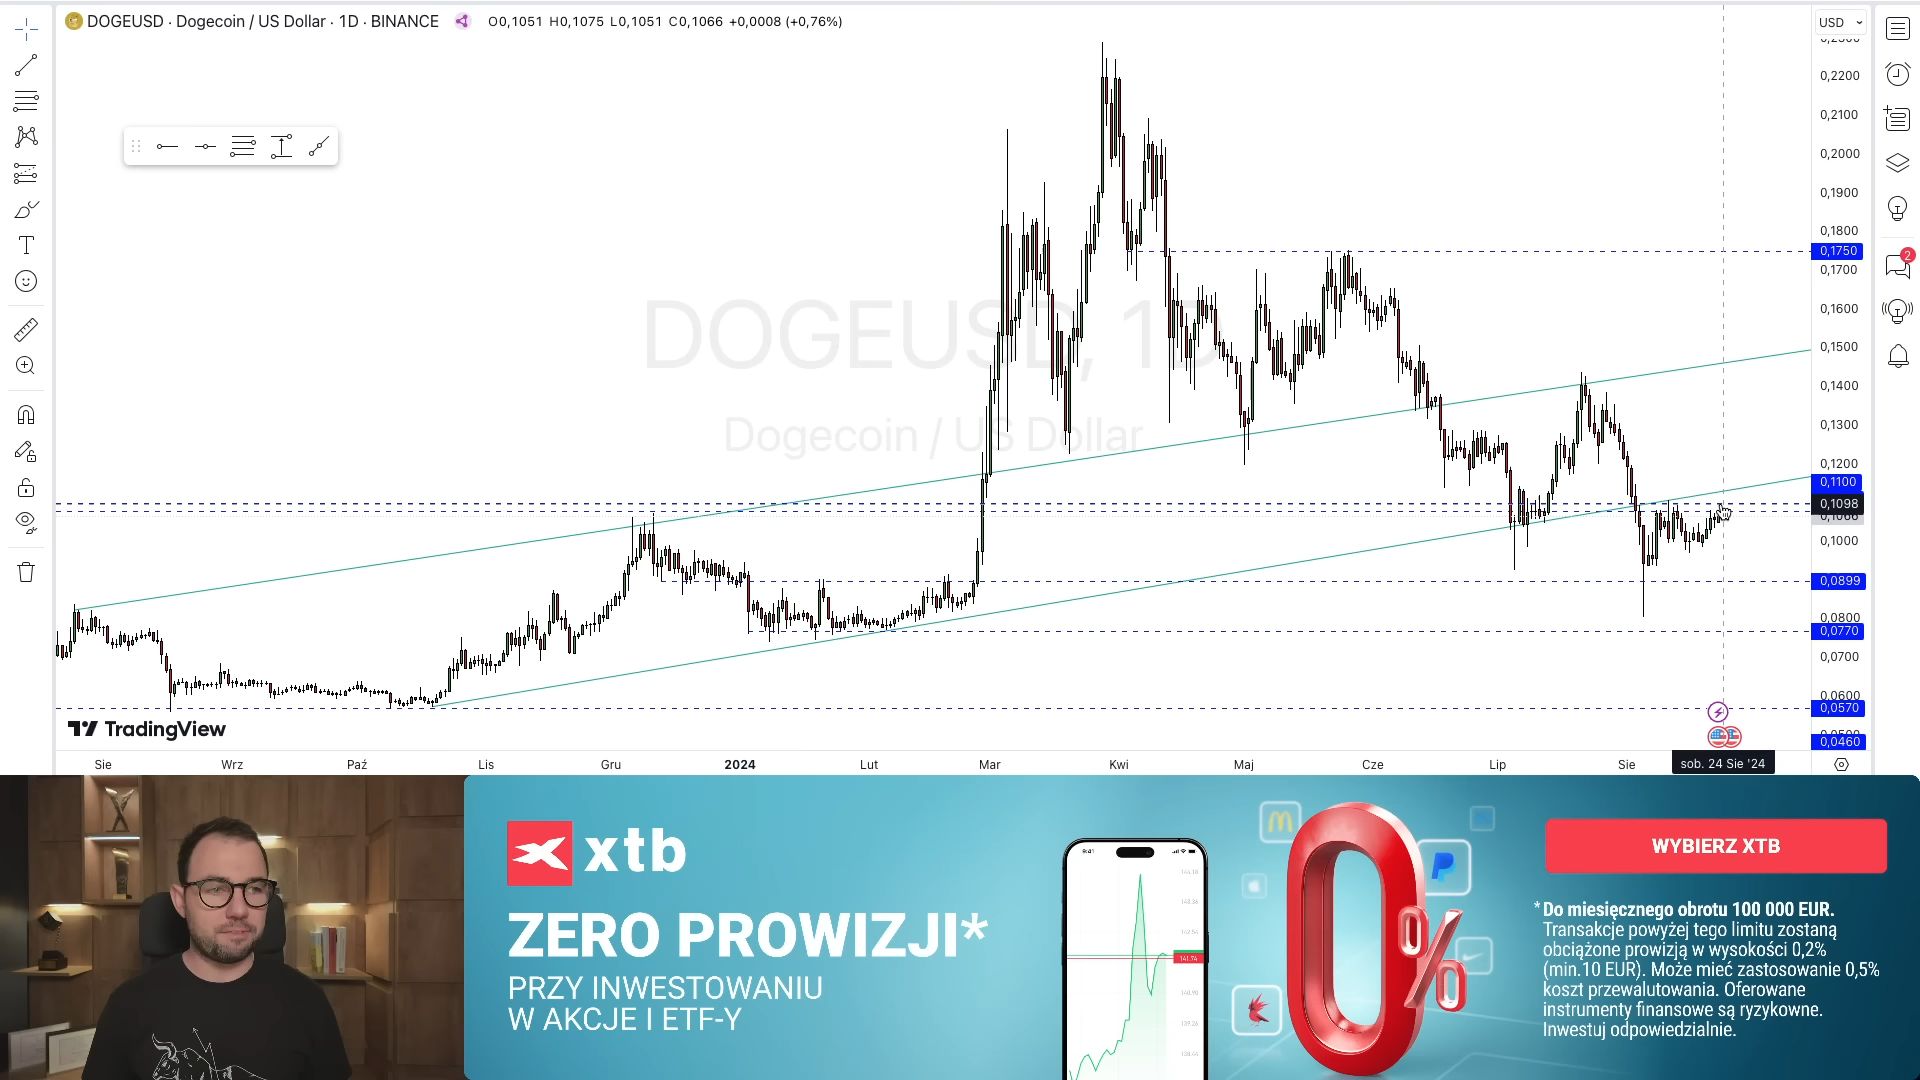 DOGEUSD · Dogecoin / US Dollar · 1D · BINANCE
O0,1051 H0,1075 L0,1051 C0,1066 +0,0008 (+0,76%)
USD
0,2200
0,2100
0,2000
0,1900
0,1800
0,1750
0,1700
0,1600
0,1500
0,1400
0,1300
0,1200
0,1100
0,1098
0,1000
0,0899
0,0800
0,0770
0,0700
0,0600
0,0570
0,0460
2
DOGEUSD, 1D
Dogecoin / US Dollar
TradingView
Sie
Wrz
Paź
Lis
Gru
2024
Lut
Mar
Kwi
Maj
Cze
Lip
Sie
sob. 24 Sie '24
xtb
ZERO PROWIZJI*
PRZY INWESTOWANIU
W AKCJE I ETF-Y
9:41
141.74
0%
WYBIERZ XTB
*Do miesięcznego obrotu 100 000 EUR.
Transakcje powyżej tego limitu zostaną
obciążone prowizją w wysokości 0,2%
(min.10 EUR). Może mieć zastosowanie 0,5%
koszt przewalutowania. Oferowane
instrumenty finansowe są ryzykowne.
Inwestuj odpowiedzialnie.